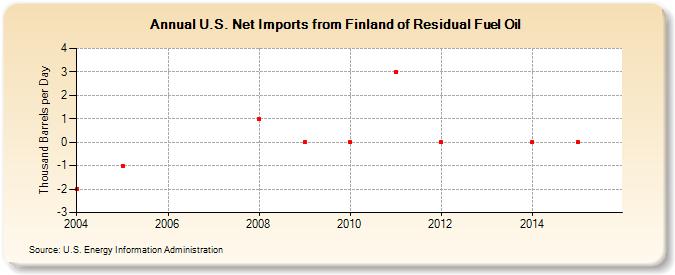 Annual U.S. Net Imports from Finland of Residual Fuel Oil
Thousand Barrels per Day
4
3
2
1
0
-1
-2
-3
2004 2006 2008 2010 2012 2014
Source: U.S. Energy Information Administration